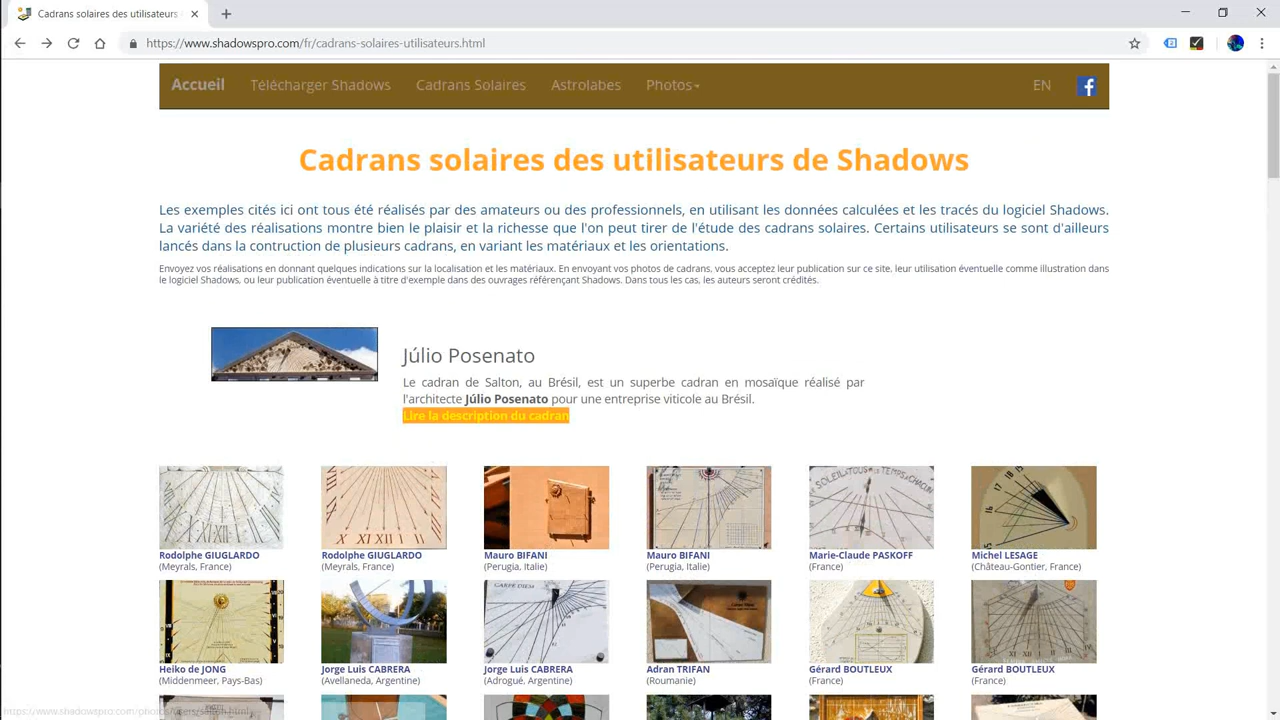 Cadrans solaires des utilisateurs
https://www.shadowspro.com/fr/cadrans-solaires-utilisateurs.html
Accueil
Télécharger Shadows
Cadrans Solaires
Astrolabes
Photos
EN
Cadrans solaires des utilisateurs de Shadows
Les exemples cités ici ont tous été réalisés par des amateurs ou des professionnels, en utilisant les données calculées et les tracés du logiciel Shadows.
La variété des réalisations montre bien le plaisir et la richesse que l'on peut tirer de l'étude des cadrans solaires. Certains utilisateurs se sont d'ailleurs
lancés dans la contruction de plusieurs cadrans, en variant les matériaux et les orientations.
Envoyez vos réalisations en donnant quelques indications sur la localisation et les matériaux. En envoyant vos photos de cadrans, vous acceptez leur publication sur ce site, leur utilisation éventuelle comme illustration dans
le logiciel Shadows, ou leur publication éventuelle à titre d'exemple dans des ouvrages référençant Shadows. Dans tous les cas, les auteurs seront crédités.
Júlio Posenato
Le cadran de Salton, au Brésil, est un superbe cadran en mosaïque réalisé par
l'architecte Júlio Posenato pour une entreprise viticole au Brésil.
Lire la description du cadran
Rodolphe GIUGLARDO
(Meyrals, France)
Rodolphe GIUGLARDO
(Meyrals, France)
Mauro BIFANI
(Perugia, Italie)
Mauro BIFANI
(Perugia, Italie)
Marie-Claude PASKOFF
(France)
Michel LESAGE
(Château-Gontier, France)
Heiko de JONG
(Middenmeer, Pays-Bas)
Jorge Luis CABRERA
(Avellaneda, Argentine)
CARPE DIEM
Jorge Luis CABRERA
(Adrogué, Argentine)
Adran TRIFAN
(Roumanie)
Gérard BOUTLEUX
(France)
Gérard BOUTLEUX
(France)